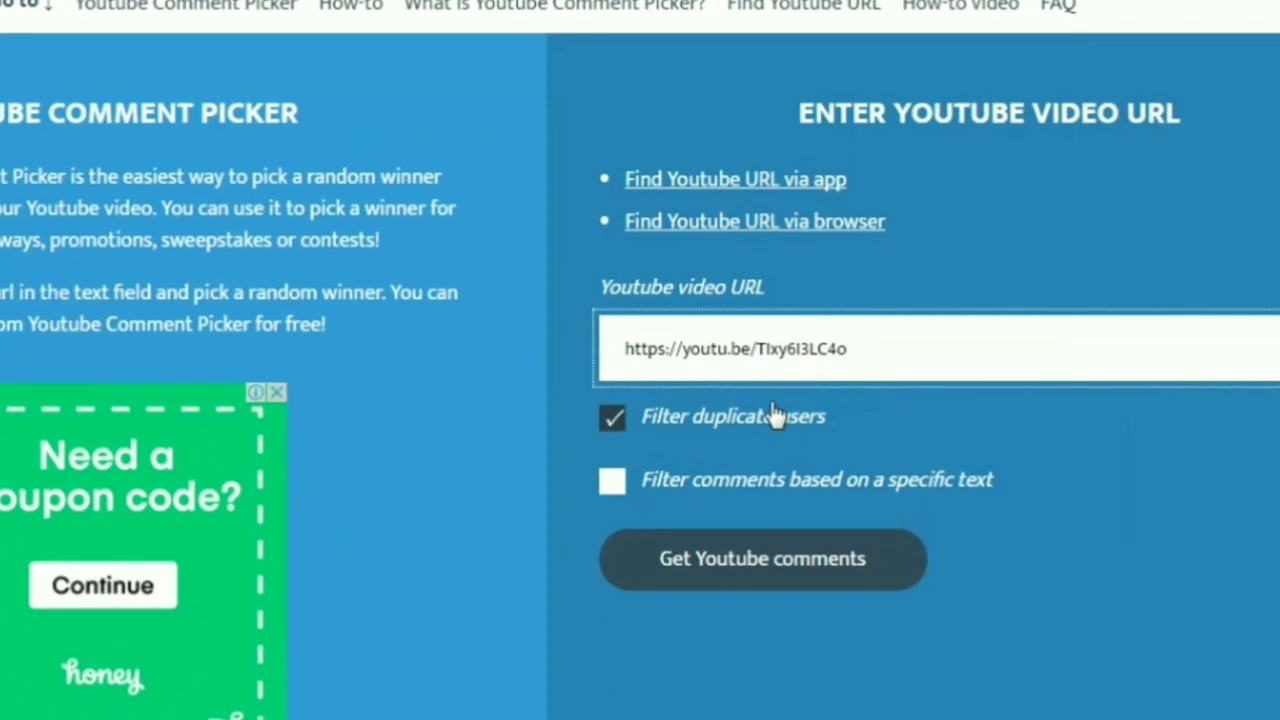 Youtube Comment Picker How-to What is Youtube Comment Picker? Find Youtube URL How-to video FAQ
UBE COMMENT PICKER
t Picker is the easiest way to pick a random winner
our Youtube video. You can use it to pick a winner for
ways, promotions, sweepstakes or contests!
rl in the text field and pick a random winner. You can
om Youtube Comment Picker for free!
Need a
oupon code?
Continue
honey
ENTER YOUTUBE VIDEO URL
Find Youtube URL via app
Find Youtube URL via browser
Youtube video URL
https://youtu.be/TIxy6I3LC4o
Filter duplicate users
Filter comments based on a specific text
Get Youtube comments